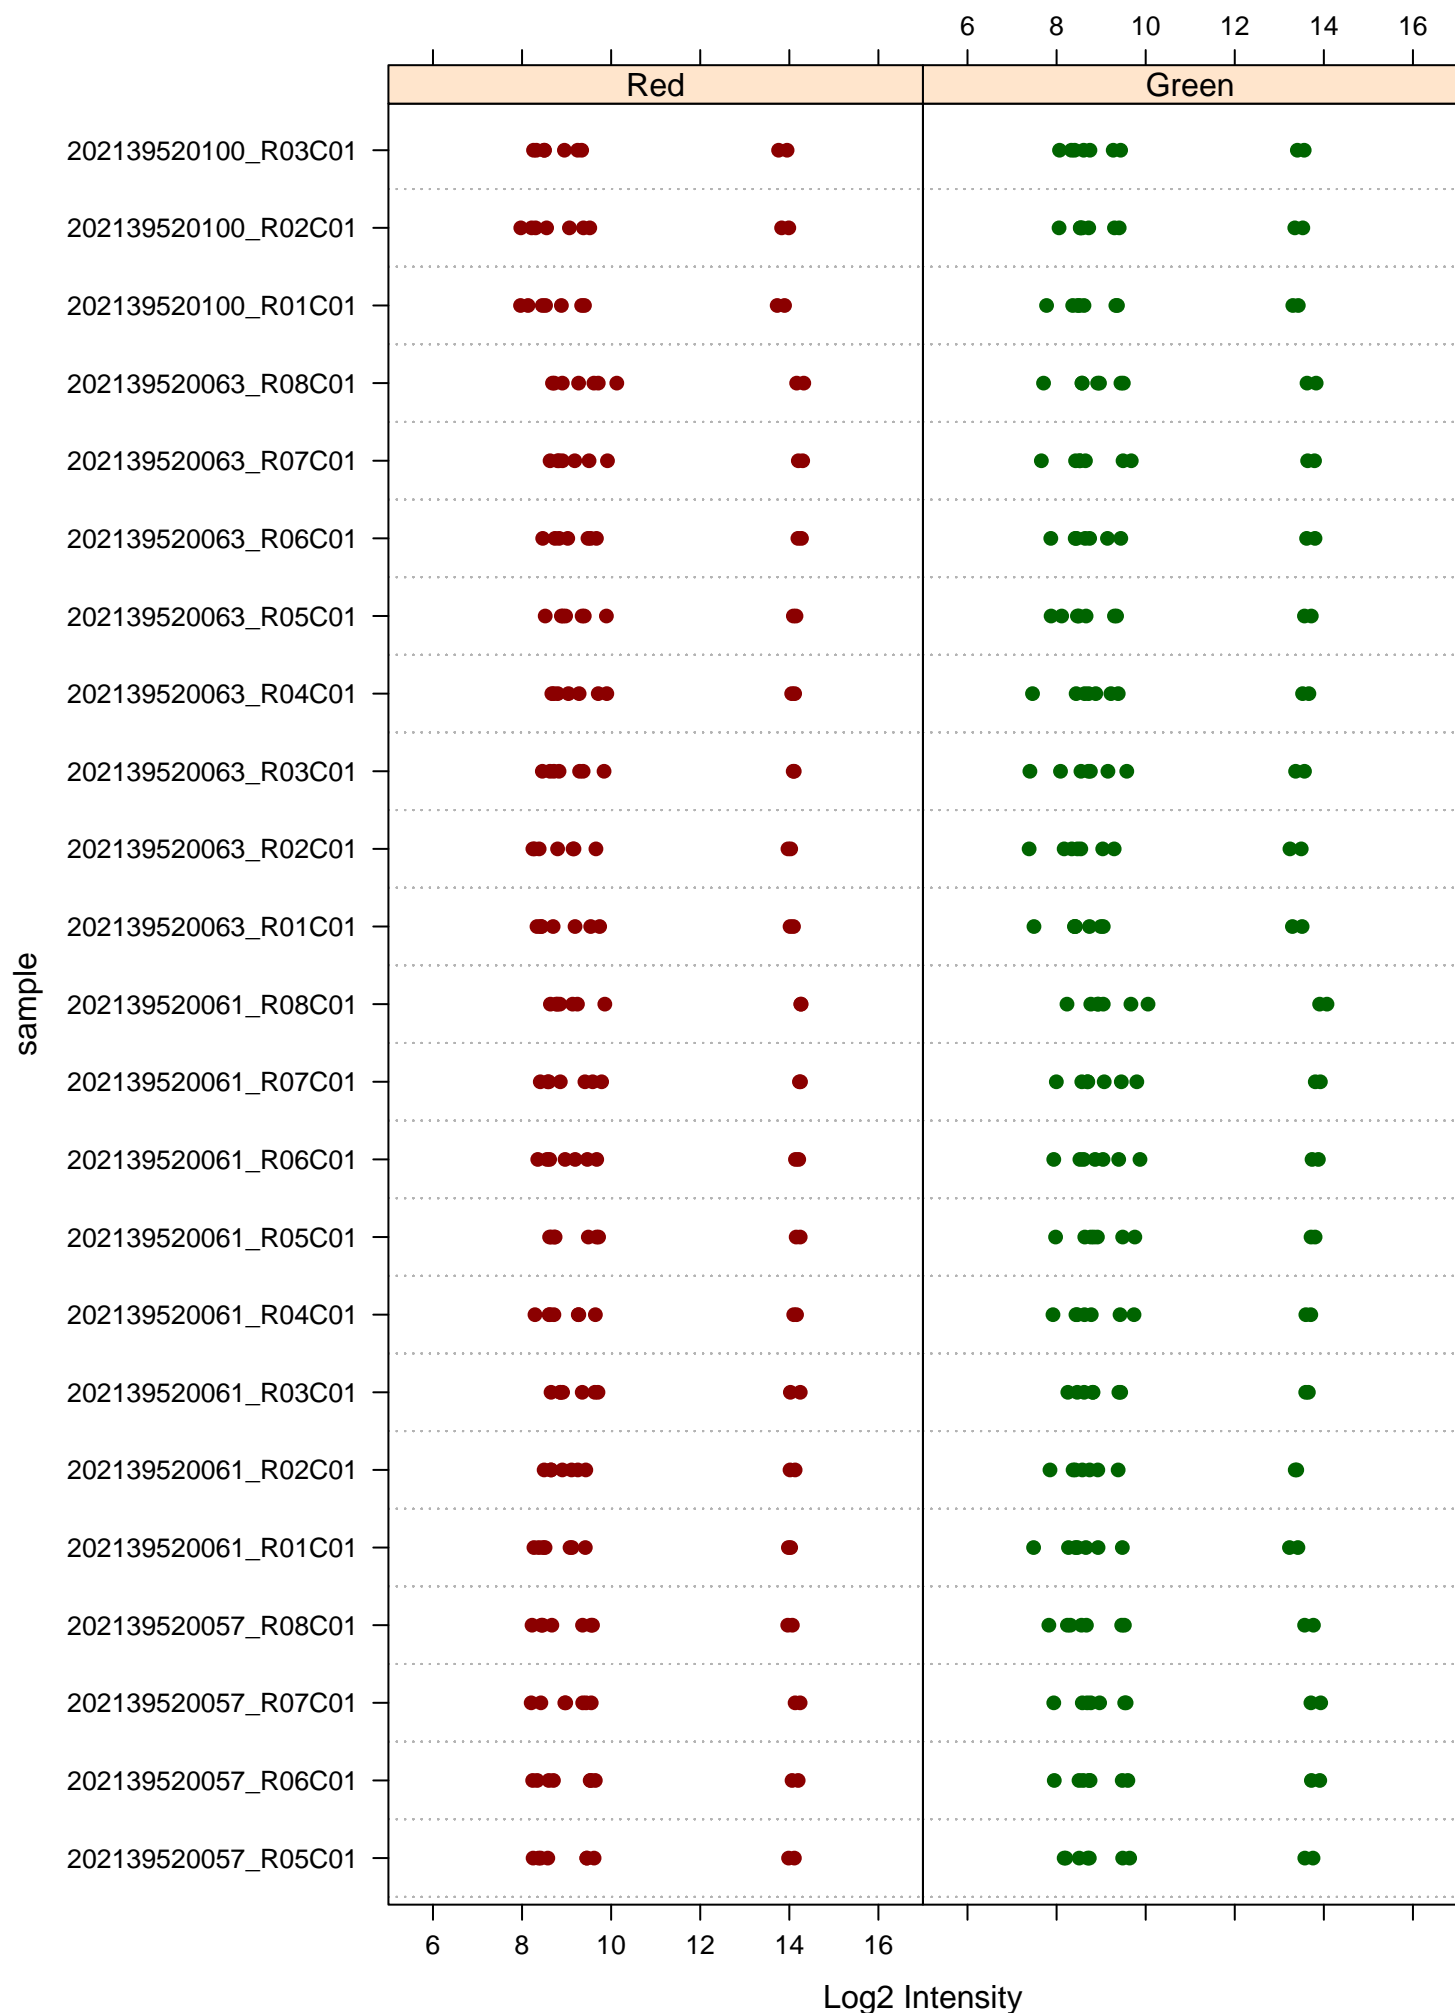 6 8 10 12 14 16
Red Green
202139520100_R03C01
202139520100_R02C01
202139520100_R01C01
202139520063_R08C01
202139520063_R07C01
202139520063_R06C01
202139520063_R05C01
202139520063_R04C01
202139520063_R03C01
202139520063_R02C01
202139520063_R01C01
sample
202139520061_R08C01
202139520061_R07C01
202139520061_R06C01
202139520061_R05C01
202139520061_R04C01
202139520061_R03C01
202139520061_R02C01
202139520061_R01C01
202139520057_R08C01
202139520057_R07C01
202139520057_R06C01
202139520057_R05C01
6 8 10 12 14 16
Log2 Intensity